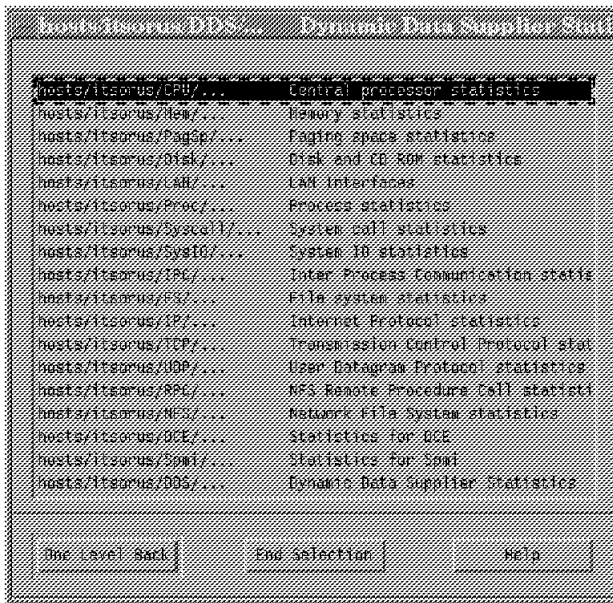 hosts/itsorus/DDS/... Dynamic Data Supplier Stati
hosts/itsorus/CPU/... Central processor statistics
hosts/itsorus/Mem/... Memory statistics
hosts/itsorus/PagSp/... Paging space statistics
hosts/itsorus/Disk/... Disk and CD ROM statistics
hosts/itsorus/LAN/... LAN Interfaces
hosts/itsorus/Proc/... Process statistics
hosts/itsorus/Syscall/... System call statistics
hosts/itsorus/SysIO/... System IO statistics
hosts/itsorus/IPC/... Inter Process Communication statis
hosts/itsorus/FS/... File system statistics
hosts/itsorus/IP/... Internet Protocol statistics
hosts/itsorus/TCP/... Transmission Control Protocol stat
hosts/itsorus/UDP/... User Datagram Protocol statistics
hosts/itsorus/RPC/... NFS Remote Procedure Call statisti
hosts/itsorus/NFS/... Network File System statistics
hosts/itsorus/DCE/... Statistics for DCE
hosts/itsorus/Spmi/... Statistics for Spmi
hosts/itsorus/DDS/... Dynamic Data Supplier Statistics
One Level Back End Selection Help